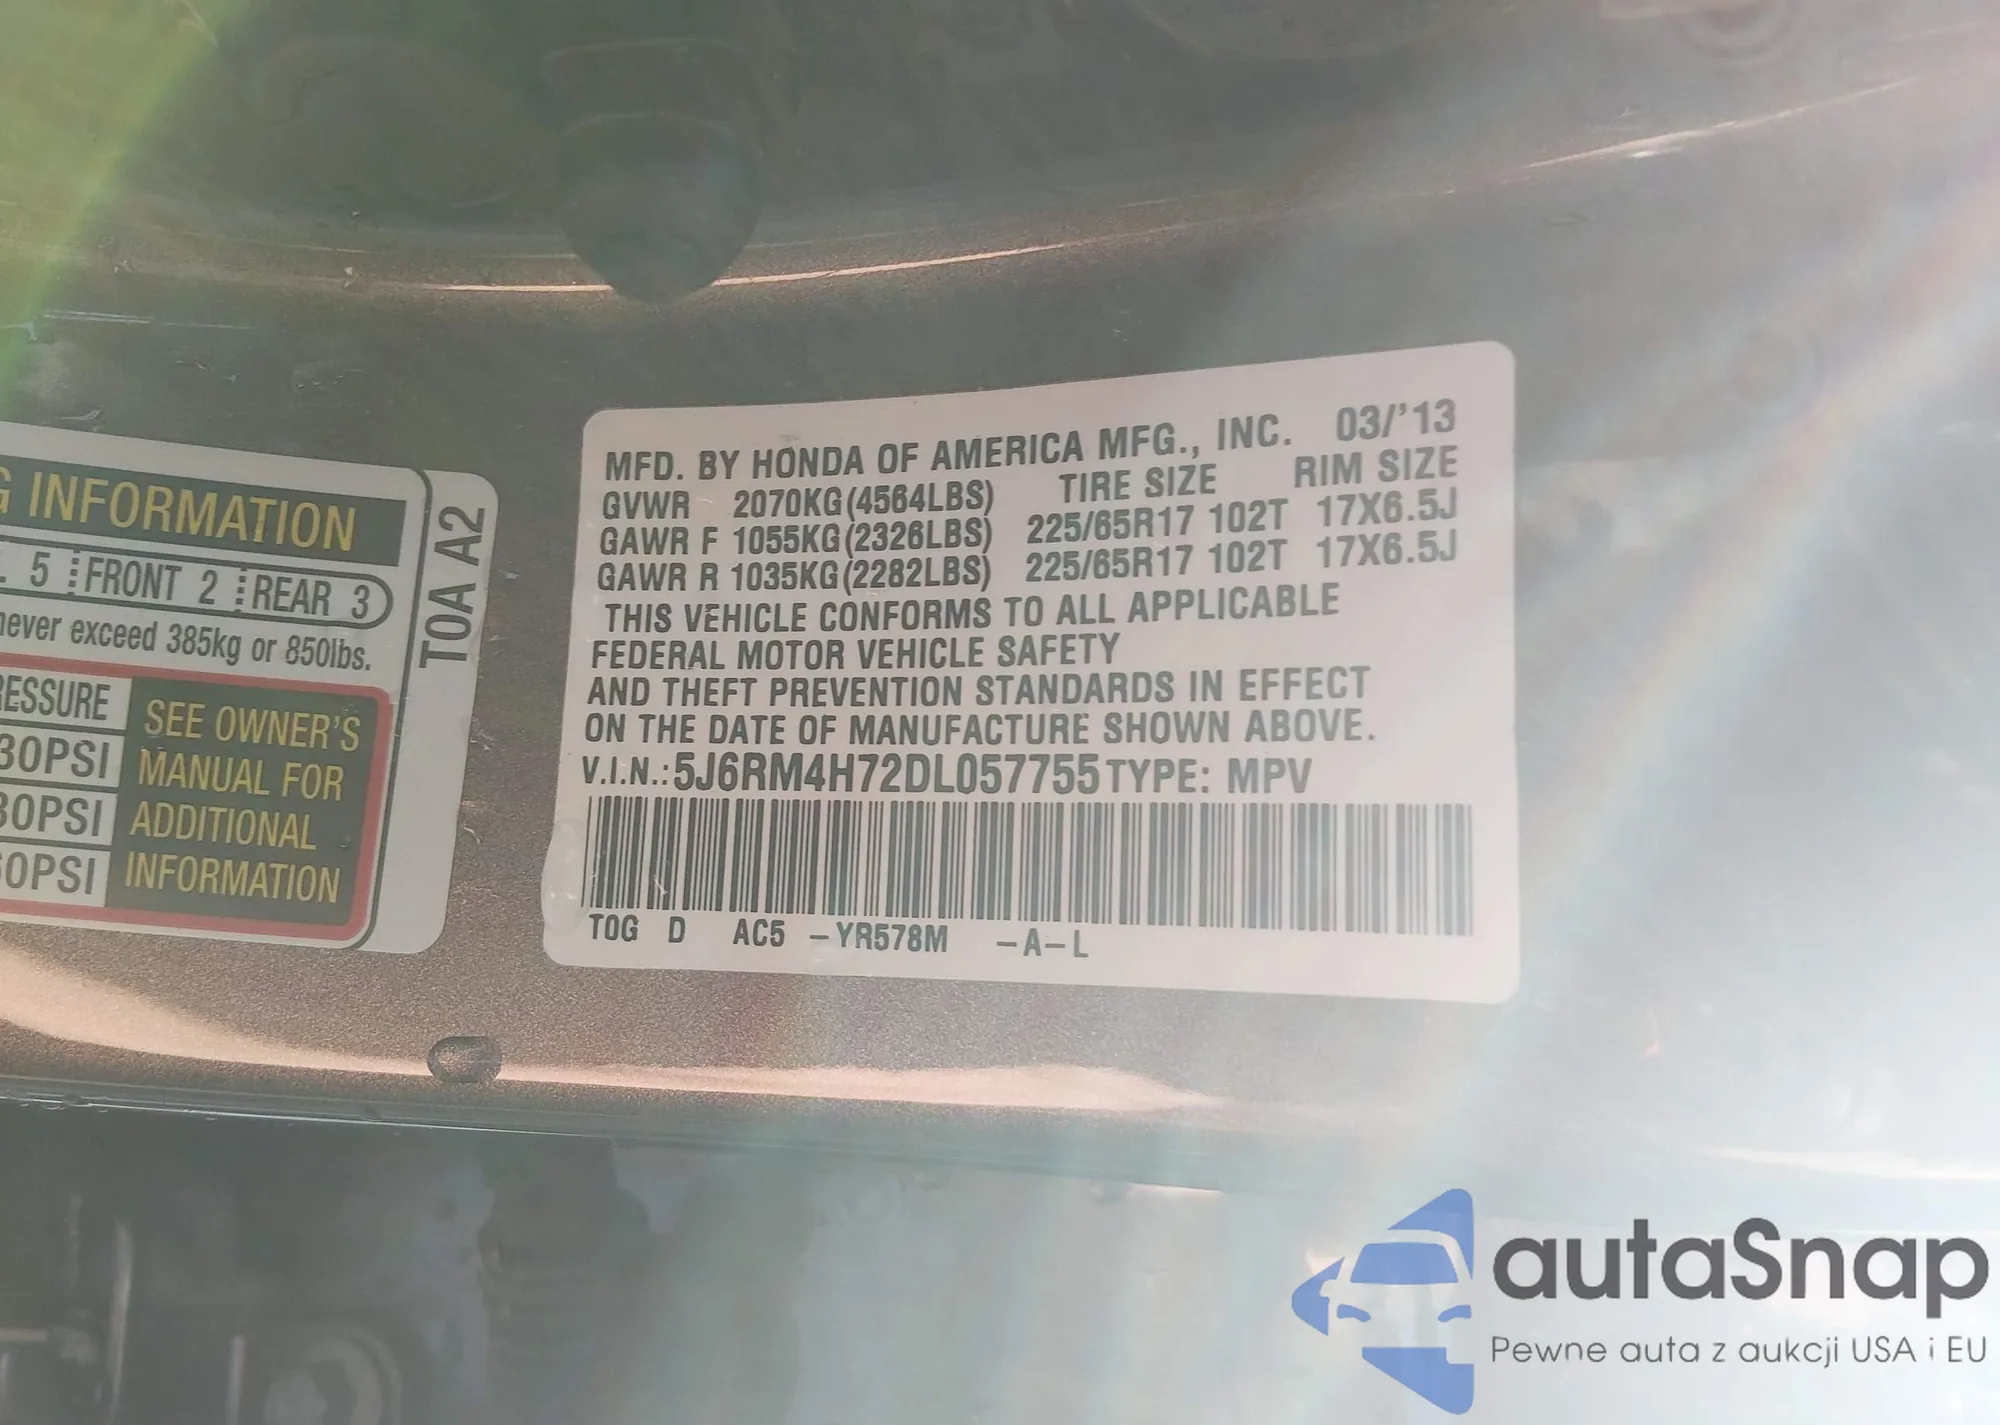 G INFORMATION
5 FRONT 2 REAR 3
never exceed 385kg or 850lbs.
RESSURE
30PSI
30PSI
60PSI
SEE OWNER'S
MANUAL FOR
ADDITIONAL
INFORMATION
T0A A2
MFD. BY HONDA OF AMERICA MFG., INC. 03/'13
GVWR 2070KG(4564LBS) TIRE SIZE RIM SIZE
GAWR F 1055KG(2326LBS) 225/65R17 102T 17X6.5J
GAWR R 1035KG(2282LBS) 225/65R17 102T 17X6.5J
THIS VEHICLE CONFORMS TO ALL APPLICABLE
FEDERAL MOTOR VEHICLE SAFETY
AND THEFT PREVENTION STANDARDS IN EFFECT
ON THE DATE OF MANUFACTURE SHOWN ABOVE.
V.I.N.: 5J6RM4H72DL057755 TYPE: MPV
T0G D AC5 -YR578M -A-L
autaSnap
Pewne auta z aukcji USA i EU